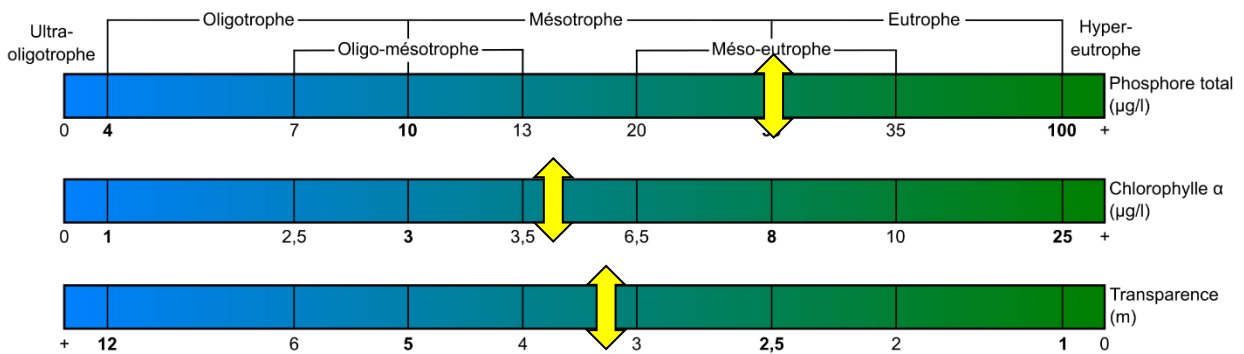 Oligotrophe Mésotrophe Eutrophe
Ultra-
oligotrophe
Hyper-
eutrophe
Oligo-mésotrophe Méso-eutrophe
Phosphore total
(µg/l)
0 4 7 10 13 20 35 100 +
Chlorophylle α
(µg/l)
0 1 2,5 3 3,5 6,5 8 10 25 +
Transparence
(m)
+ 12 6 5 4 3 2,5 2 1 0